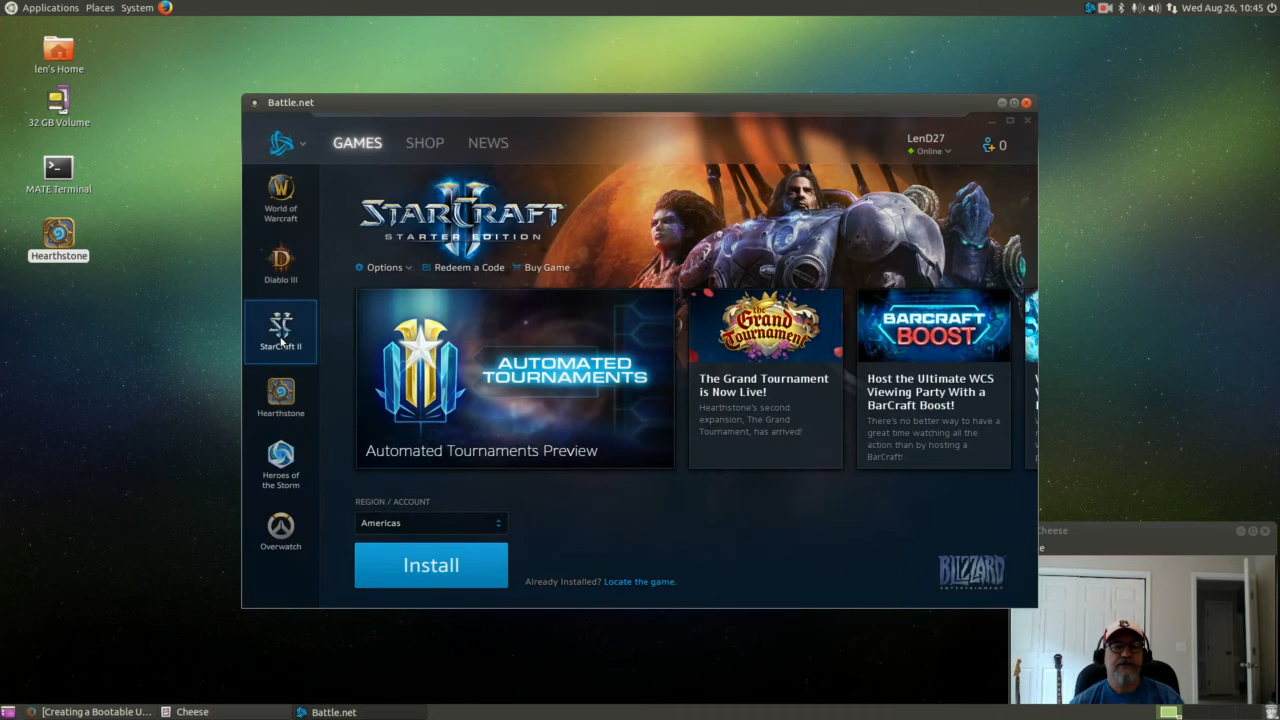 Applications Places System
Wed Aug 26, 10:45
len's Home
32 GB Volume
MATE Terminal
Hearthstone
Battle.net
GAMES SHOP NEWS
LenD27
Online
0
World of
Warcraft
Diablo III
StarCraft II
Hearthstone
Heroes of
the Storm
Overwatch
STARCRAFT
II
STARTER EDITION
Options Redeem a Code Buy Game
AUTOMATED
TOURNAMENTS
Automated Tournaments Preview
the
Grand
Tournament
The Grand Tournament
is Now Live!
Hearthstone's second
expansion, The Grand
Tournament, has arrived!
BARCRAFT
BOOST
Host the Ultimate WCS
Viewing Party With a
BarCraft Boost!
There's no better way to have a
great time watching all the
action than by hosting a
BarCraft!
REGION / ACCOUNT
Americas
Install
Already Installed? Locate the game.
BLIZZARD
ENTERTAINMENT
Cheese
[Creating a Bootable U...
Cheese
Battle.net